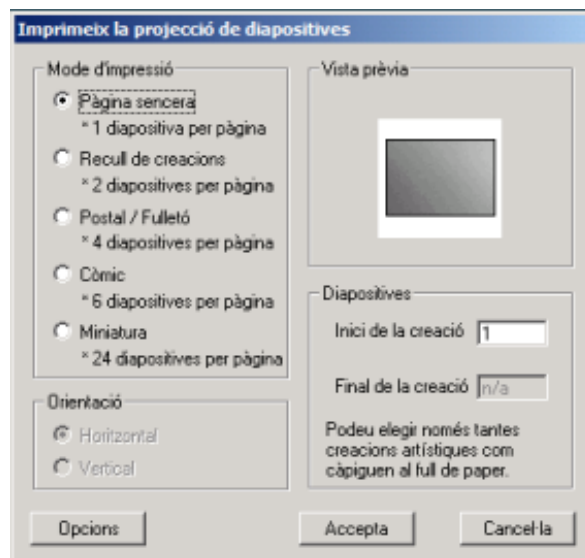 Imprimeix la projecció de diapositives
Mode d'impressió
Pàgina sencera
* 1 diapositiva per pàgina
Recull de creacions
* 2 diapositives per pàgina
Postal / Fulletó
* 4 diapositives per pàgina
Còmic
* 6 diapositives per pàgina
Miniatura
* 24 diapositives per pàgina
Orientació
Horitzontal
Vertical
Vista prèvia
Diapositives
Inici de la creació 1
Final de la creació n/a
Podeu elegir només tantes
creacions artístiques com
càpiguen al full de paper.
Opcions
Accepta
Cancel·la